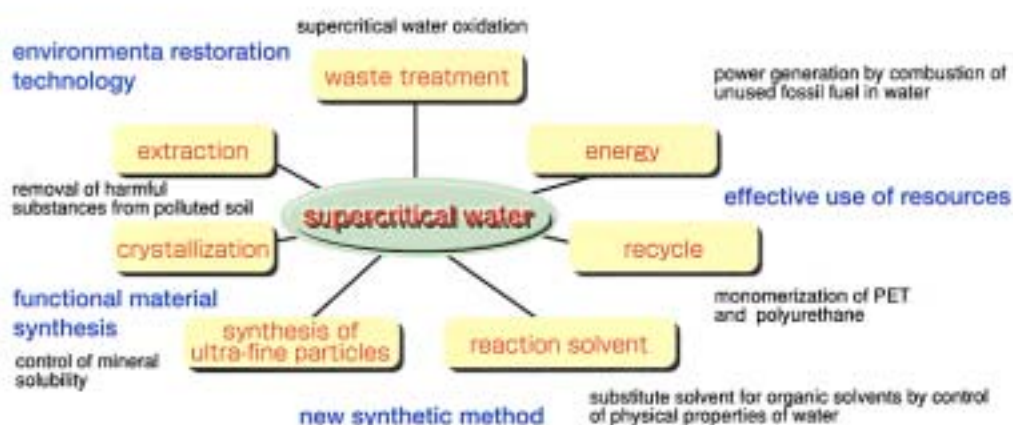 supercritical water oxidation
environmenta restoration
technology
waste treatment
power generation by combustion of
unused fossil fuel in water
extraction
energy
removal of harmful
substances from polluted soil
supercritical water
effective use of resources
crystallization
recycle
functional material
synthesis
monomerization of PET
and polyurethane
synthesis of
ultra-fine particles
reaction solvent
control of mineral
solubility
new synthetic method
substitute solvent for organic solvents by control
of physical properties of water